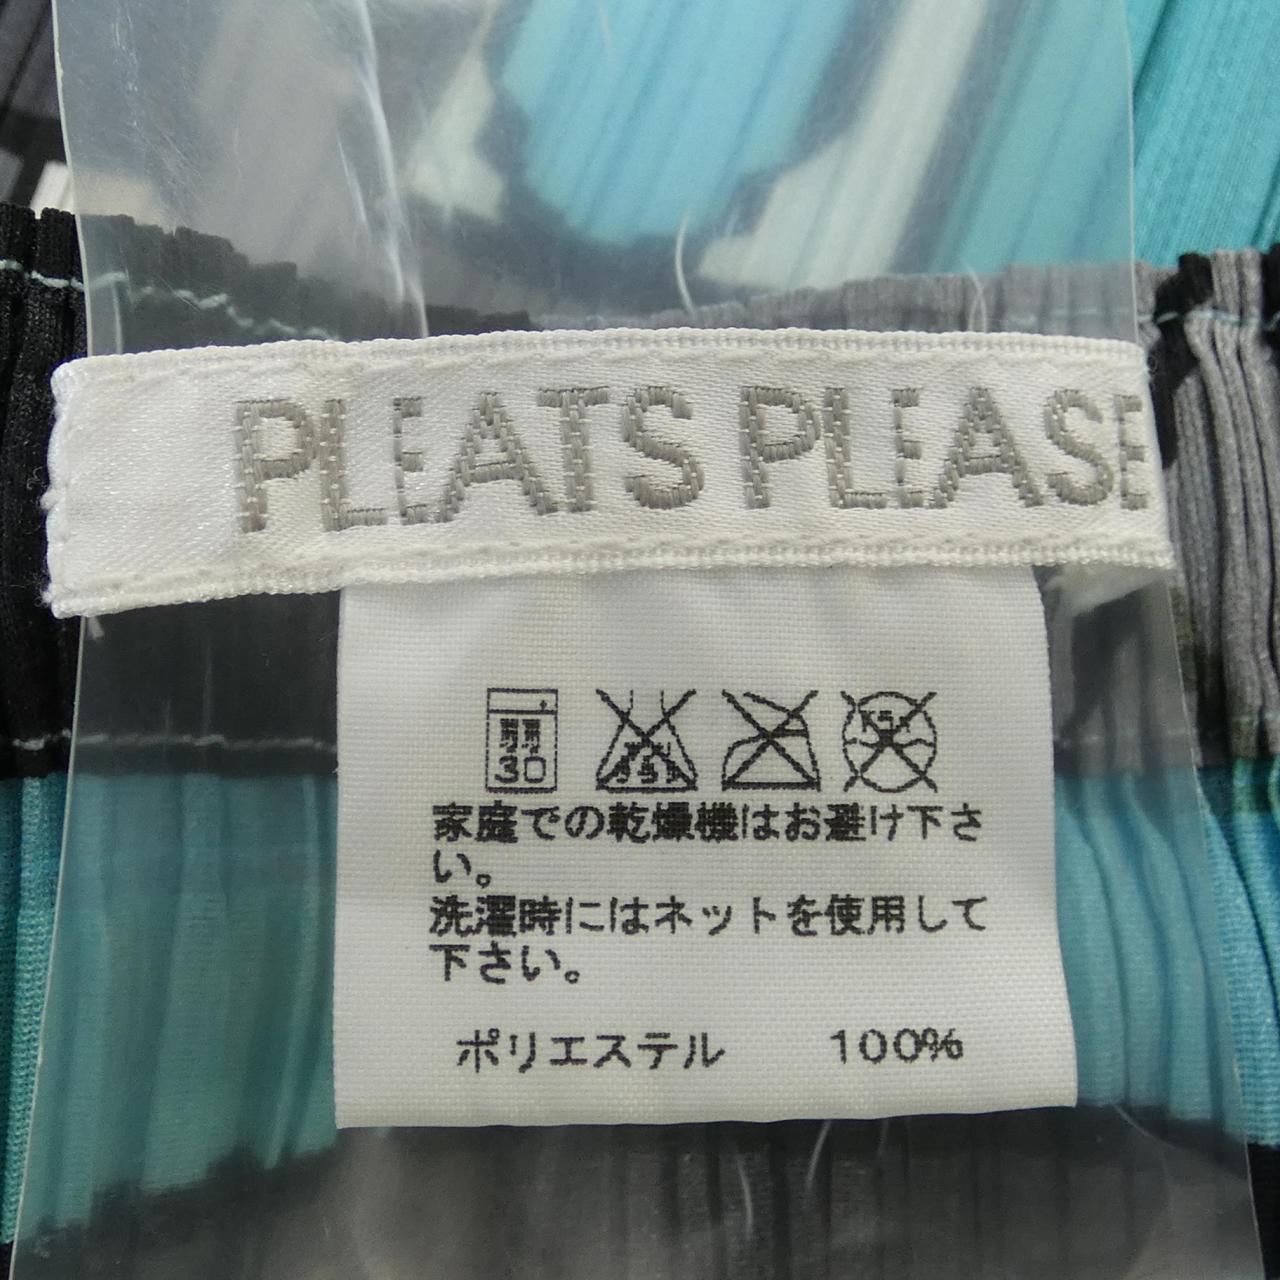 PLEATS PLEASE
弱
30
家庭での乾燥機はお避け下さ
い。
洗濯時にはネットを使用して
下さい。
ポリエステル 100%